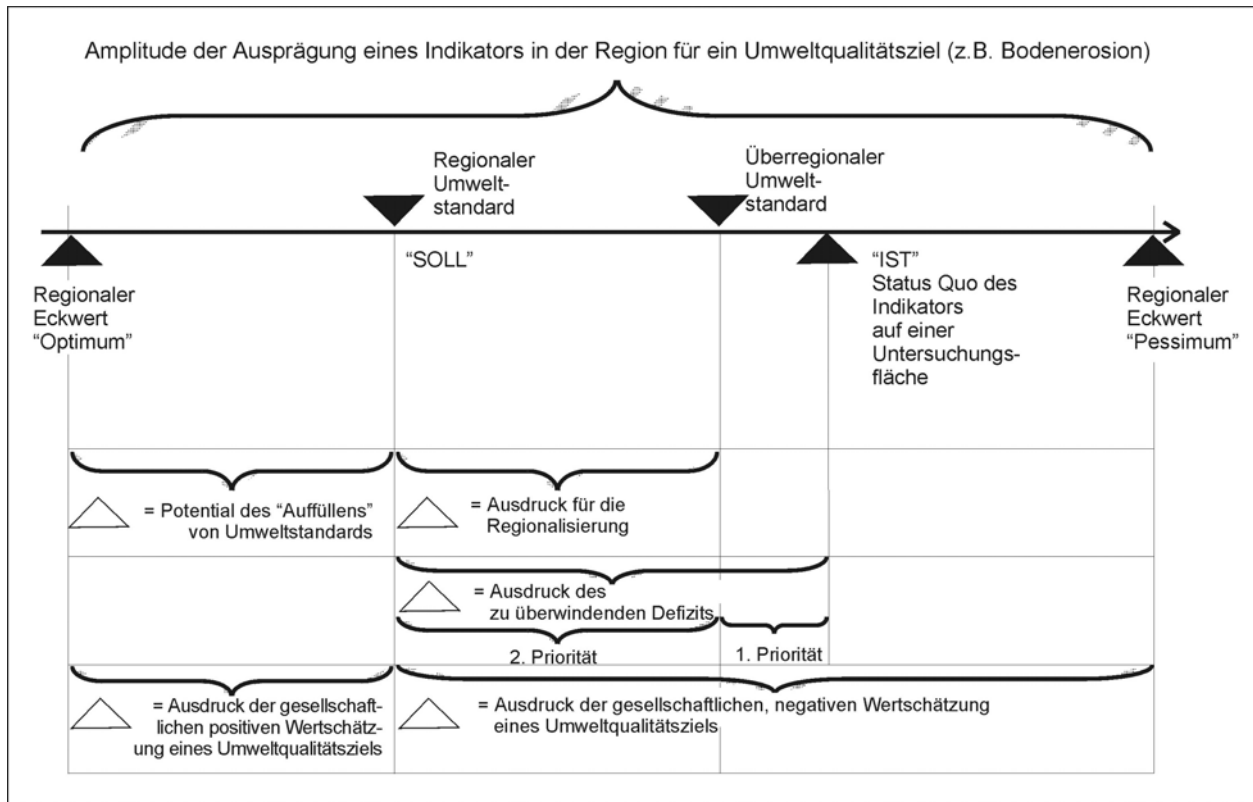 Amplitude der Ausprägung eines Indikators in der Region für ein Umweltqualitätsziel (z.B. Bodenerosion)
Regionaler
Umwelt-
standard
Überregionaler
Umwelt-
standard
Regionaler
Eckwert
"Optimum"
"SOLL"
"IST"
Status Quo des
Indikators
auf einer
Untersuchungs-
fläche
Regionaler
Eckwert
"Pessimum"
= Potential des "Auffüllens"
von Umweltstandards
= Ausdruck für die
Regionalisierung
= Ausdruck des
zu überwindenden Defizits
2. Priorität
1. Priorität
= Ausdruck der gesellschaft-
lichen positiven Wertschätz-
ung eines Umweltqualitätsziels
= Ausdruck der gesellschaftlichen, negativen Wertschätzung
eines Umweltqualitätsziels